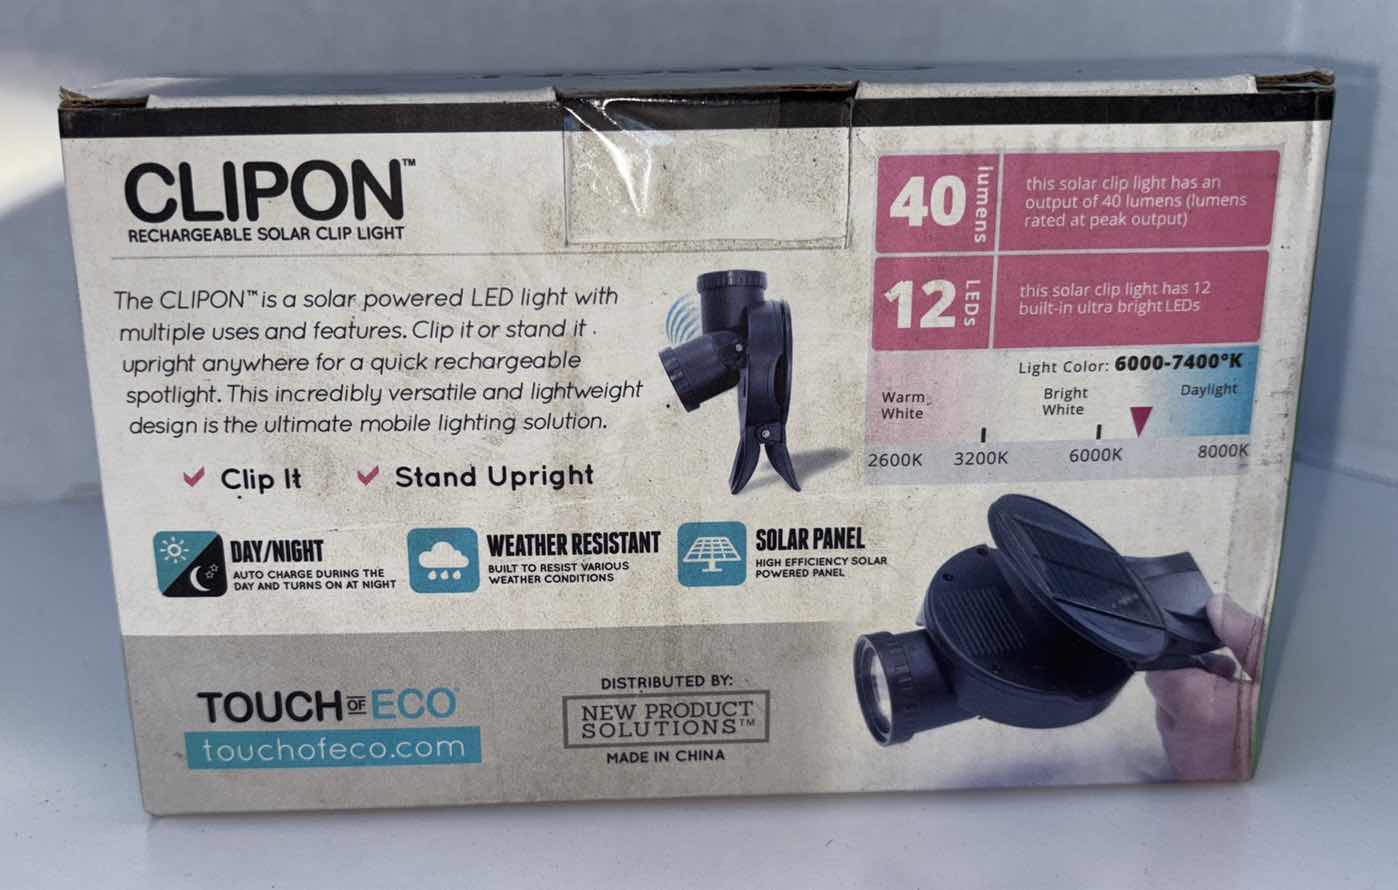 CLIPON™
RECHARGEABLE SOLAR CLIP LIGHT
The CLIPON™ is a solar powered LED light with
multiple uses and features. Clip it or stand it .
upright anywhere for a quick rechargeable
spotlight. This incredibly versatile and lightweight
design is the ultimate mobile lighting solution.
Clip It
Stand Upright
40 lumens
this solar clip light has an
output of 40 lumens (lumens
rated at peak output)
12 LEDs
this solar clip light has 12
built-in ultra bright LEDs
Light Color: 6000-7400°K
Warm
White
Bright
White
Daylight
2600K 3200K 6000K 8000K
DAY/NIGHT
AUTO CHARGE DURING THE
DAY AND TURNS ON AT NIGHT
WEATHER RESISTANT
BUILT TO RESIST VARIOUS
WEATHER CONDITIONS
SOLAR PANEL
HIGH EFFICIENCY SOLAR
POWERED PANEL
TOUCH OF ECO
touchofeco.com
DISTRIBUTED BY:
NEW PRODUCT
SOLUTIONS™
MADE IN CHINA